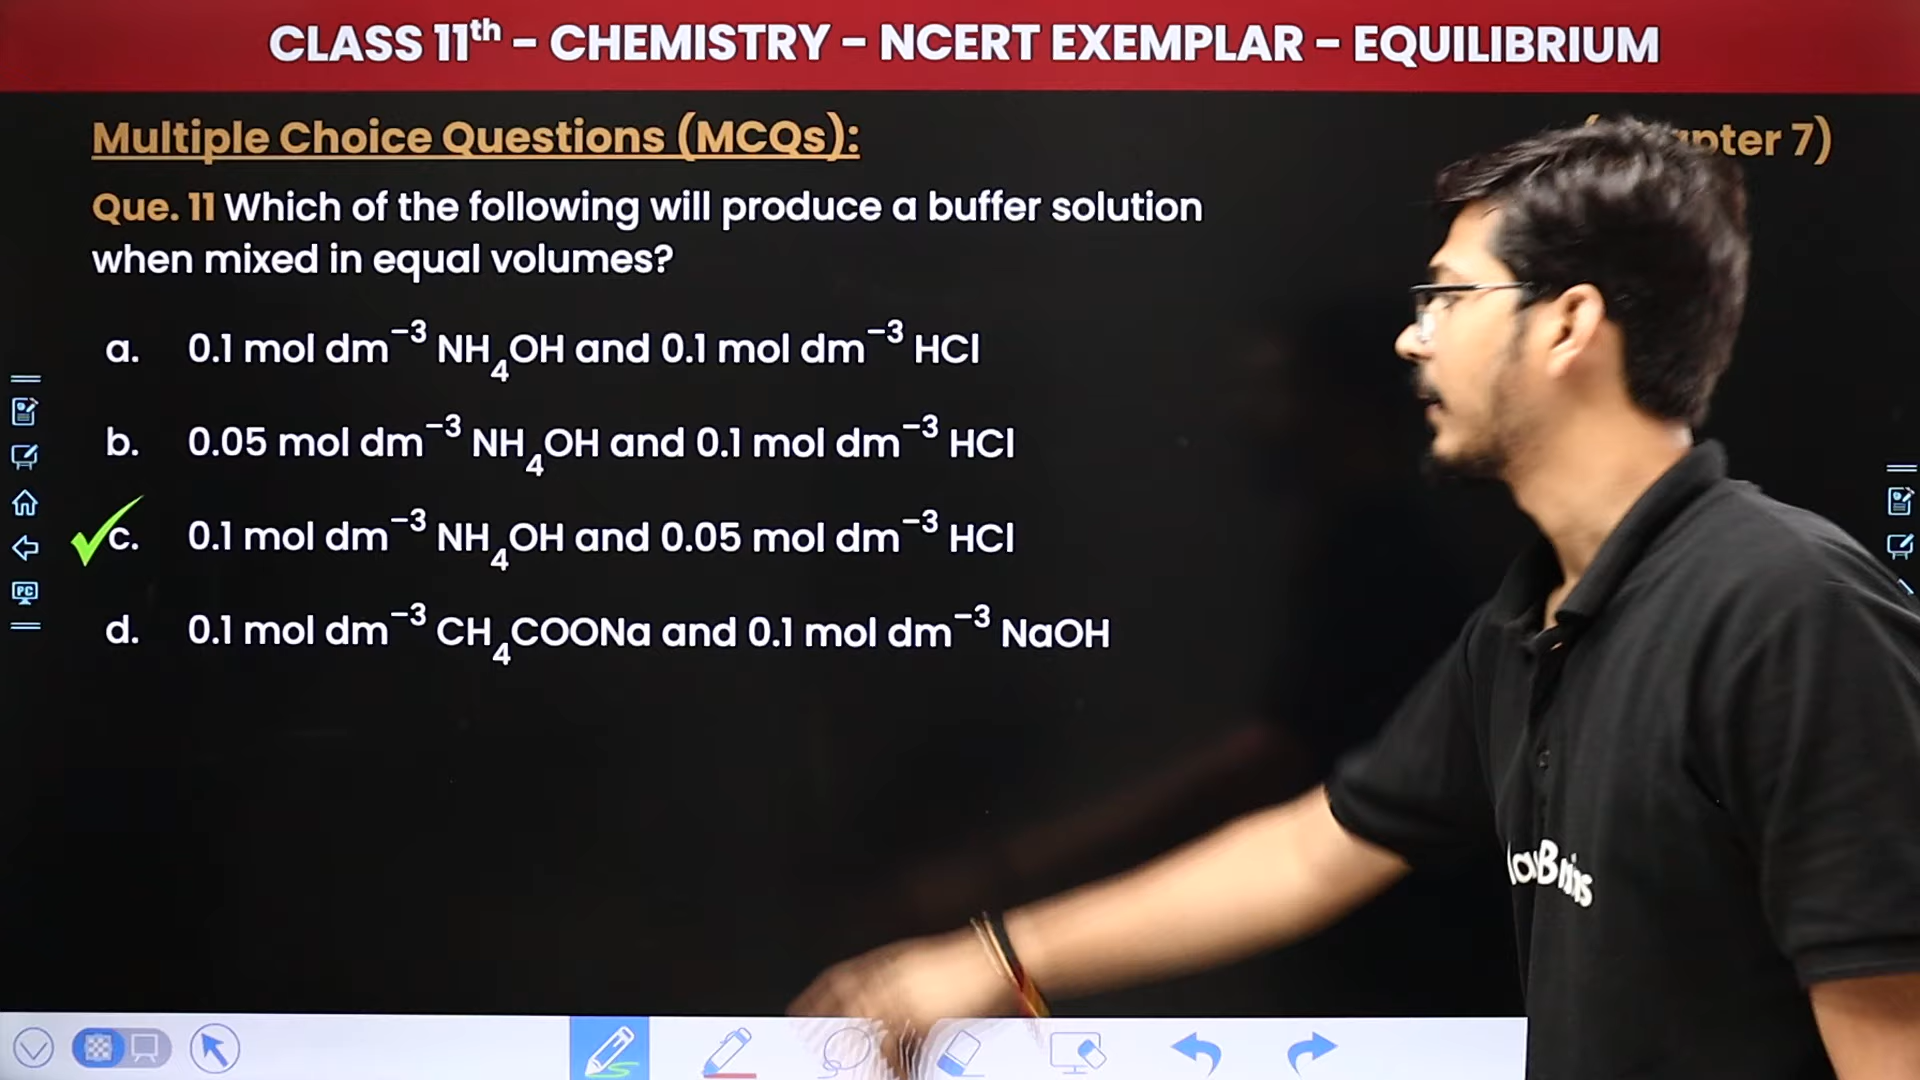 CLASS 11th – CHEMISTRY – NCERT EXEMPLAR – EQUILIBRIUM
Multiple Choice Questions (MCQs):
pter 7)
Que. 11 Which of the following will produce a buffer solution
when mixed in equal volumes?
a. 0.1 mol dm⁻³ NH₄OH and 0.1 mol dm⁻³ HCl
b. 0.05 mol dm⁻³ NH₄OH and 0.1 mol dm⁻³ HCl
c. 0.1 mol dm⁻³ NH₄OH and 0.05 mol dm⁻³ HCl
d. 0.1 mol dm⁻³ CH₄COONa and 0.1 mol dm⁻³ NaOH
PC